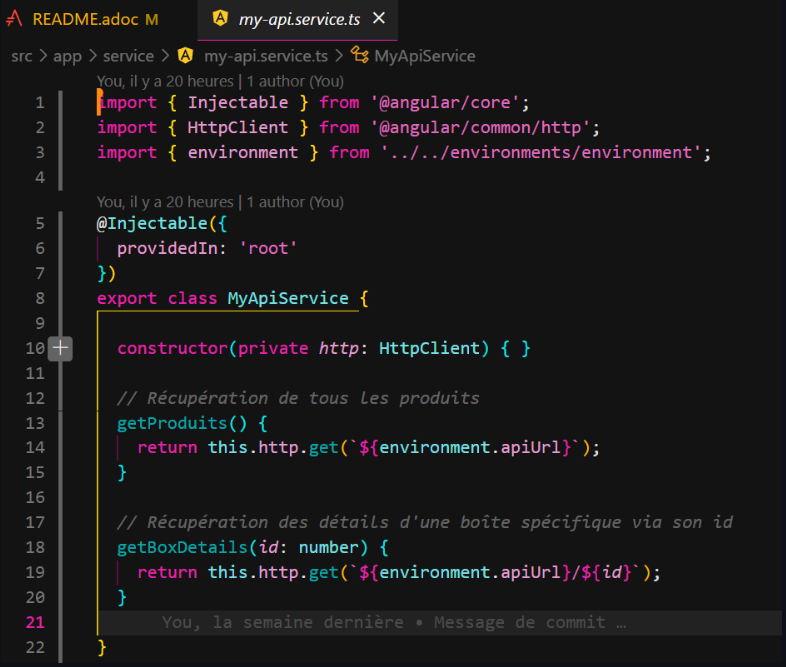 README.adoc M my-api.service.ts ×
src > app > service > my-api.service.ts > MyApiService
You, il y a 20 heures | 1 author (You)
1 import { Injectable } from '@angular/core';
2 import { HttpClient } from '@angular/common/http';
3 import { environment } from '../../environments/environment';
4
You, il y a 20 heures | 1 author (You)
5 @Injectable({
6 providedIn: 'root'
7 })
8 export class MyApiService {
9
10 constructor(private http: HttpClient) { }
11
12 // Récupération de tous les produits
13 getProduits() {
14 return this.http.get(`${environment.apiUrl}`);
15 }
16
17 // Récupération des détails d'une boîte spécifique via son id
18 getBoxDetails(id: number) {
19 return this.http.get(`${environment.apiUrl}/${id}`);
20 }
21 You, la semaine dernière • Message de commit …
22 }